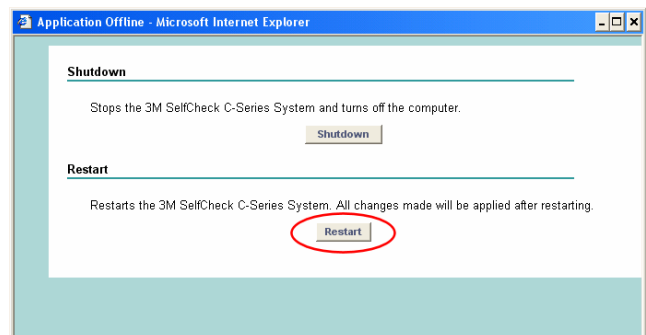 Application Offline - Microsoft Internet Explorer
Shutdown
Stops the 3M SelfCheck C-Series System and turns off the computer.
Shutdown
Restart
Restarts the 3M SelfCheck C-Series System. All changes made will be applied after restarting.
Restart